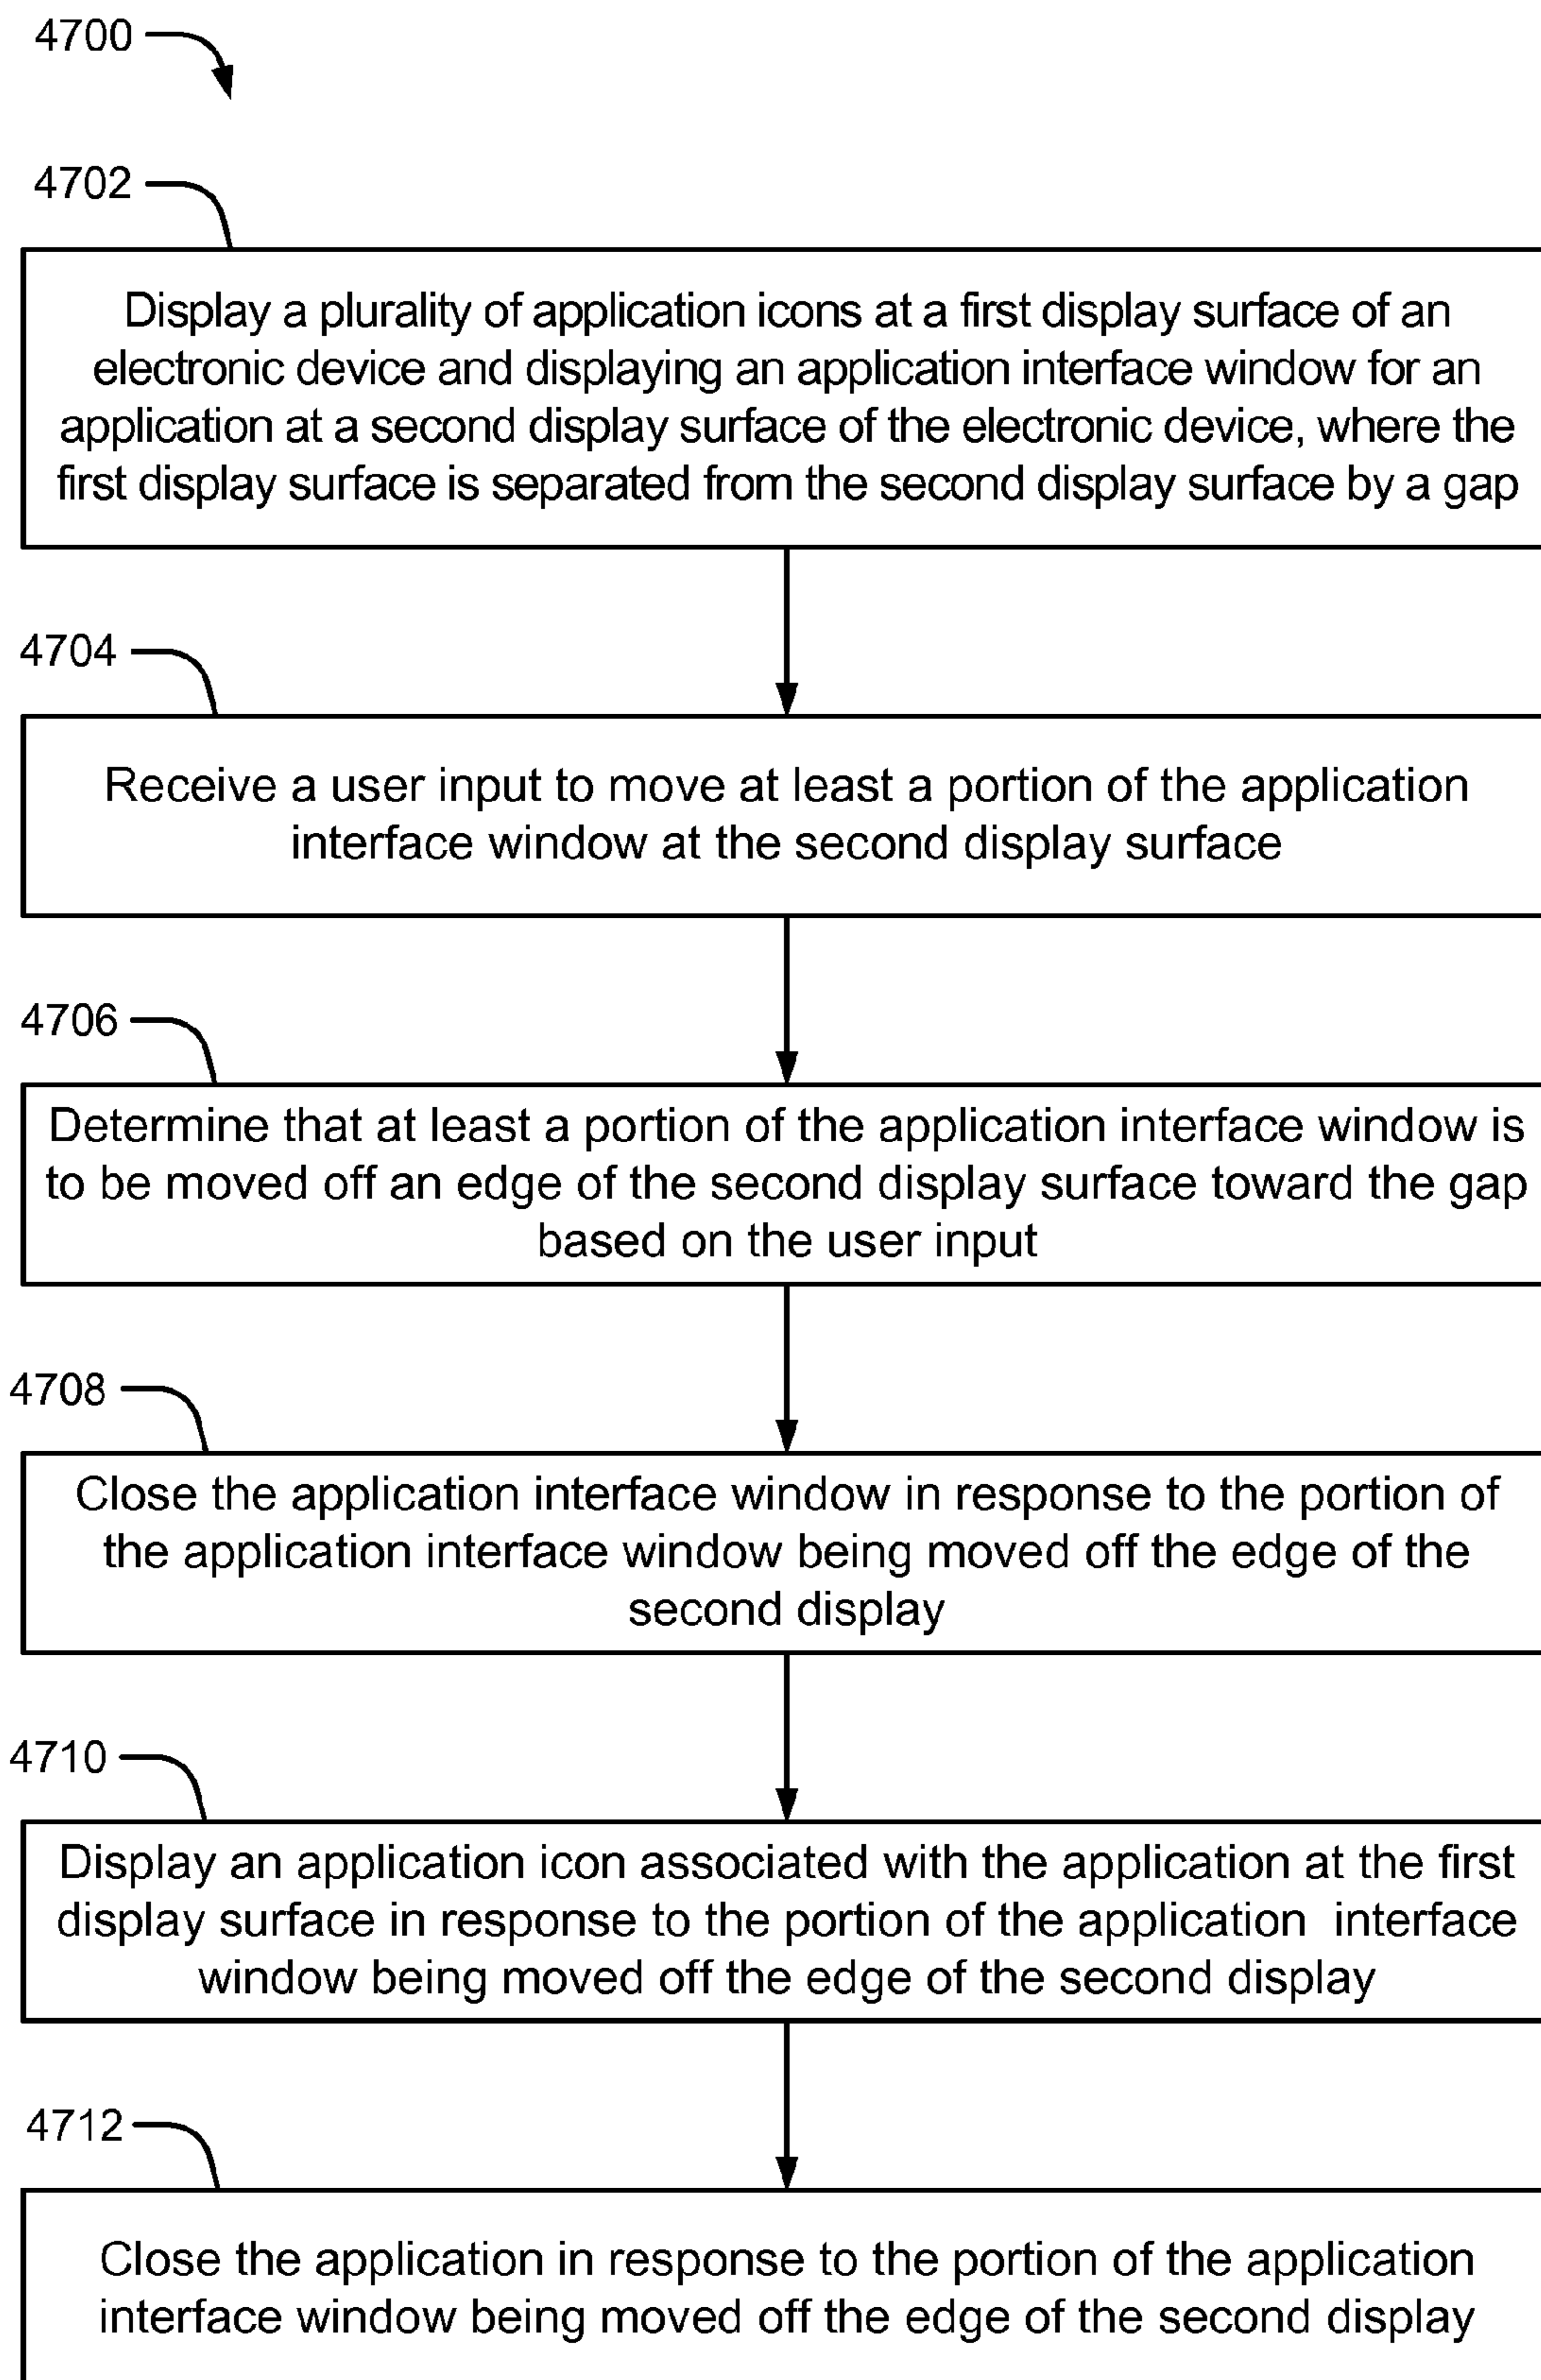 4700
4702
Display a plurality of application icons at a first display surface of an
electronic device and displaying an application interface window for an
application at a second display surface of the electronic device, where the
first display surface is separated from the second display surface by a gap
4704
Receive a user input to move at least a portion of the application
interface window at the second display surface
4706
Determine that at least a portion of the application interface window is
to be moved off an edge of the second display surface toward the gap
based on the user input
4708
Close the application interface window in response to the portion of
the application interface window being moved off the edge of the
second display
4710
Display an application icon associated with the application at the first
display surface in response to the portion of the application interface
window being moved off the edge of the second display
4712
Close the application in response to the portion of the application
interface window being moved off the edge of the second display